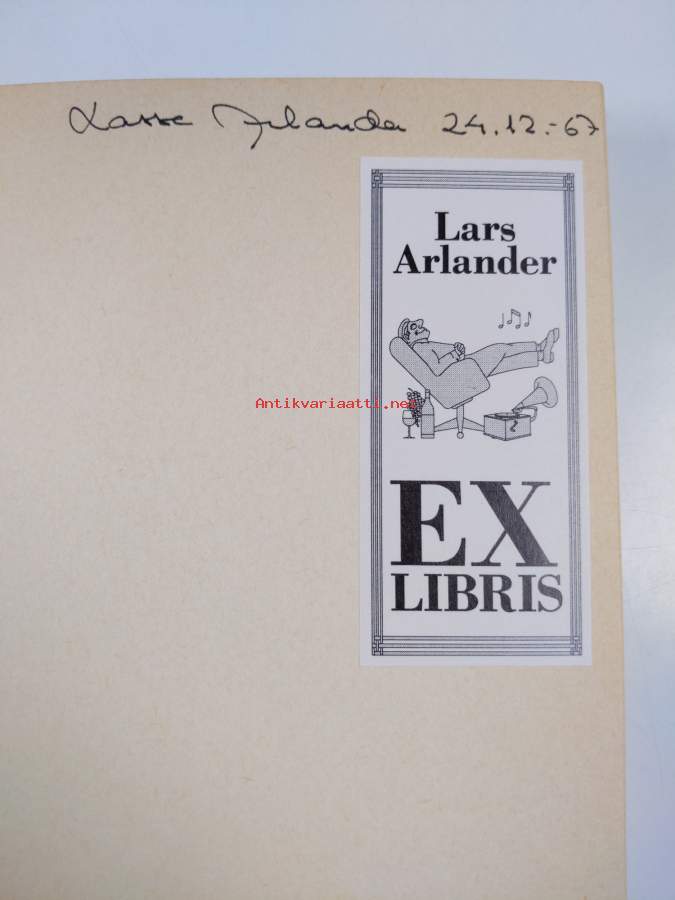 Lasse Arlander 24.12.-67
Lars
Arlander
Antikvariaatti.net
EX
LIBRIS